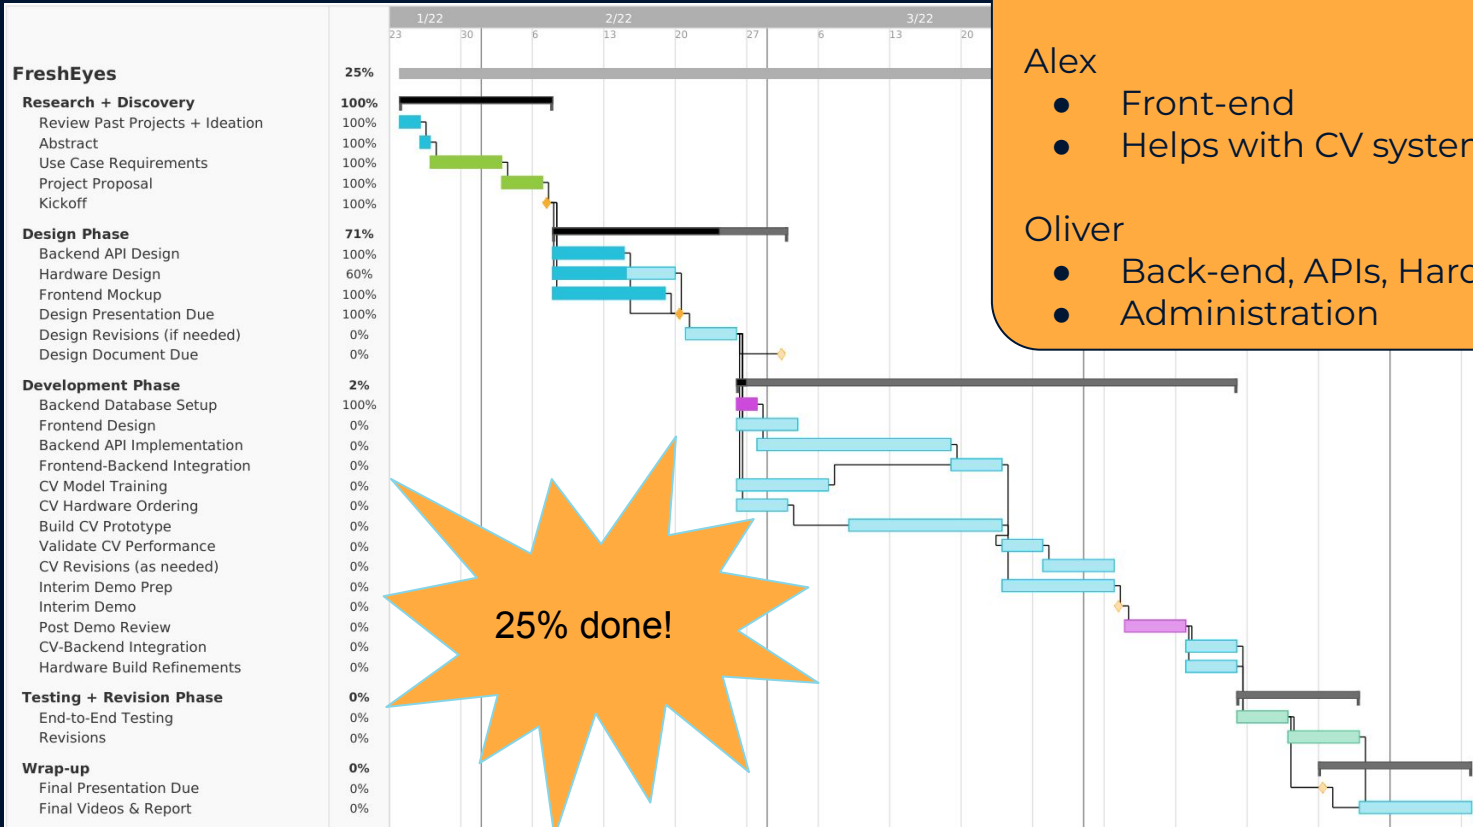 1/22 2/22 3/22
23 30 6 13 20 27 6 13 20
FreshEyes 25%
Research + Discovery 100%
Review Past Projects + Ideation 100%
Abstract 100%
Use Case Requirements 100%
Project Proposal 100%
Kickoff 100%
Design Phase 71%
Backend API Design 100%
Hardware Design 60%
Frontend Mockup 100%
Design Presentation Due 100%
Design Revisions (if needed) 0%
Design Document Due 0%
Development Phase 2%
Backend Database Setup 100%
Frontend Design 0%
Backend API Implementation 0%
Frontend-Backend Integration 0%
CV Model Training 0%
CV Hardware Ordering 0%
Build CV Prototype 0%
Validate CV Performance 0%
CV Revisions (as needed) 0%
Interim Demo Prep 0%
Interim Demo 0%
Post Demo Review 0%
CV-Backend Integration 0%
Hardware Build Refinements 0%
Testing + Revision Phase 0%
End-to-End Testing 0%
Revisions 0%
Wrap-up 0%
Final Presentation Due 0%
Final Videos & Report 0%
25% done!
Alex
● Front-end
● Helps with CV
Oliver
● Back-end, APIs,
● Administration